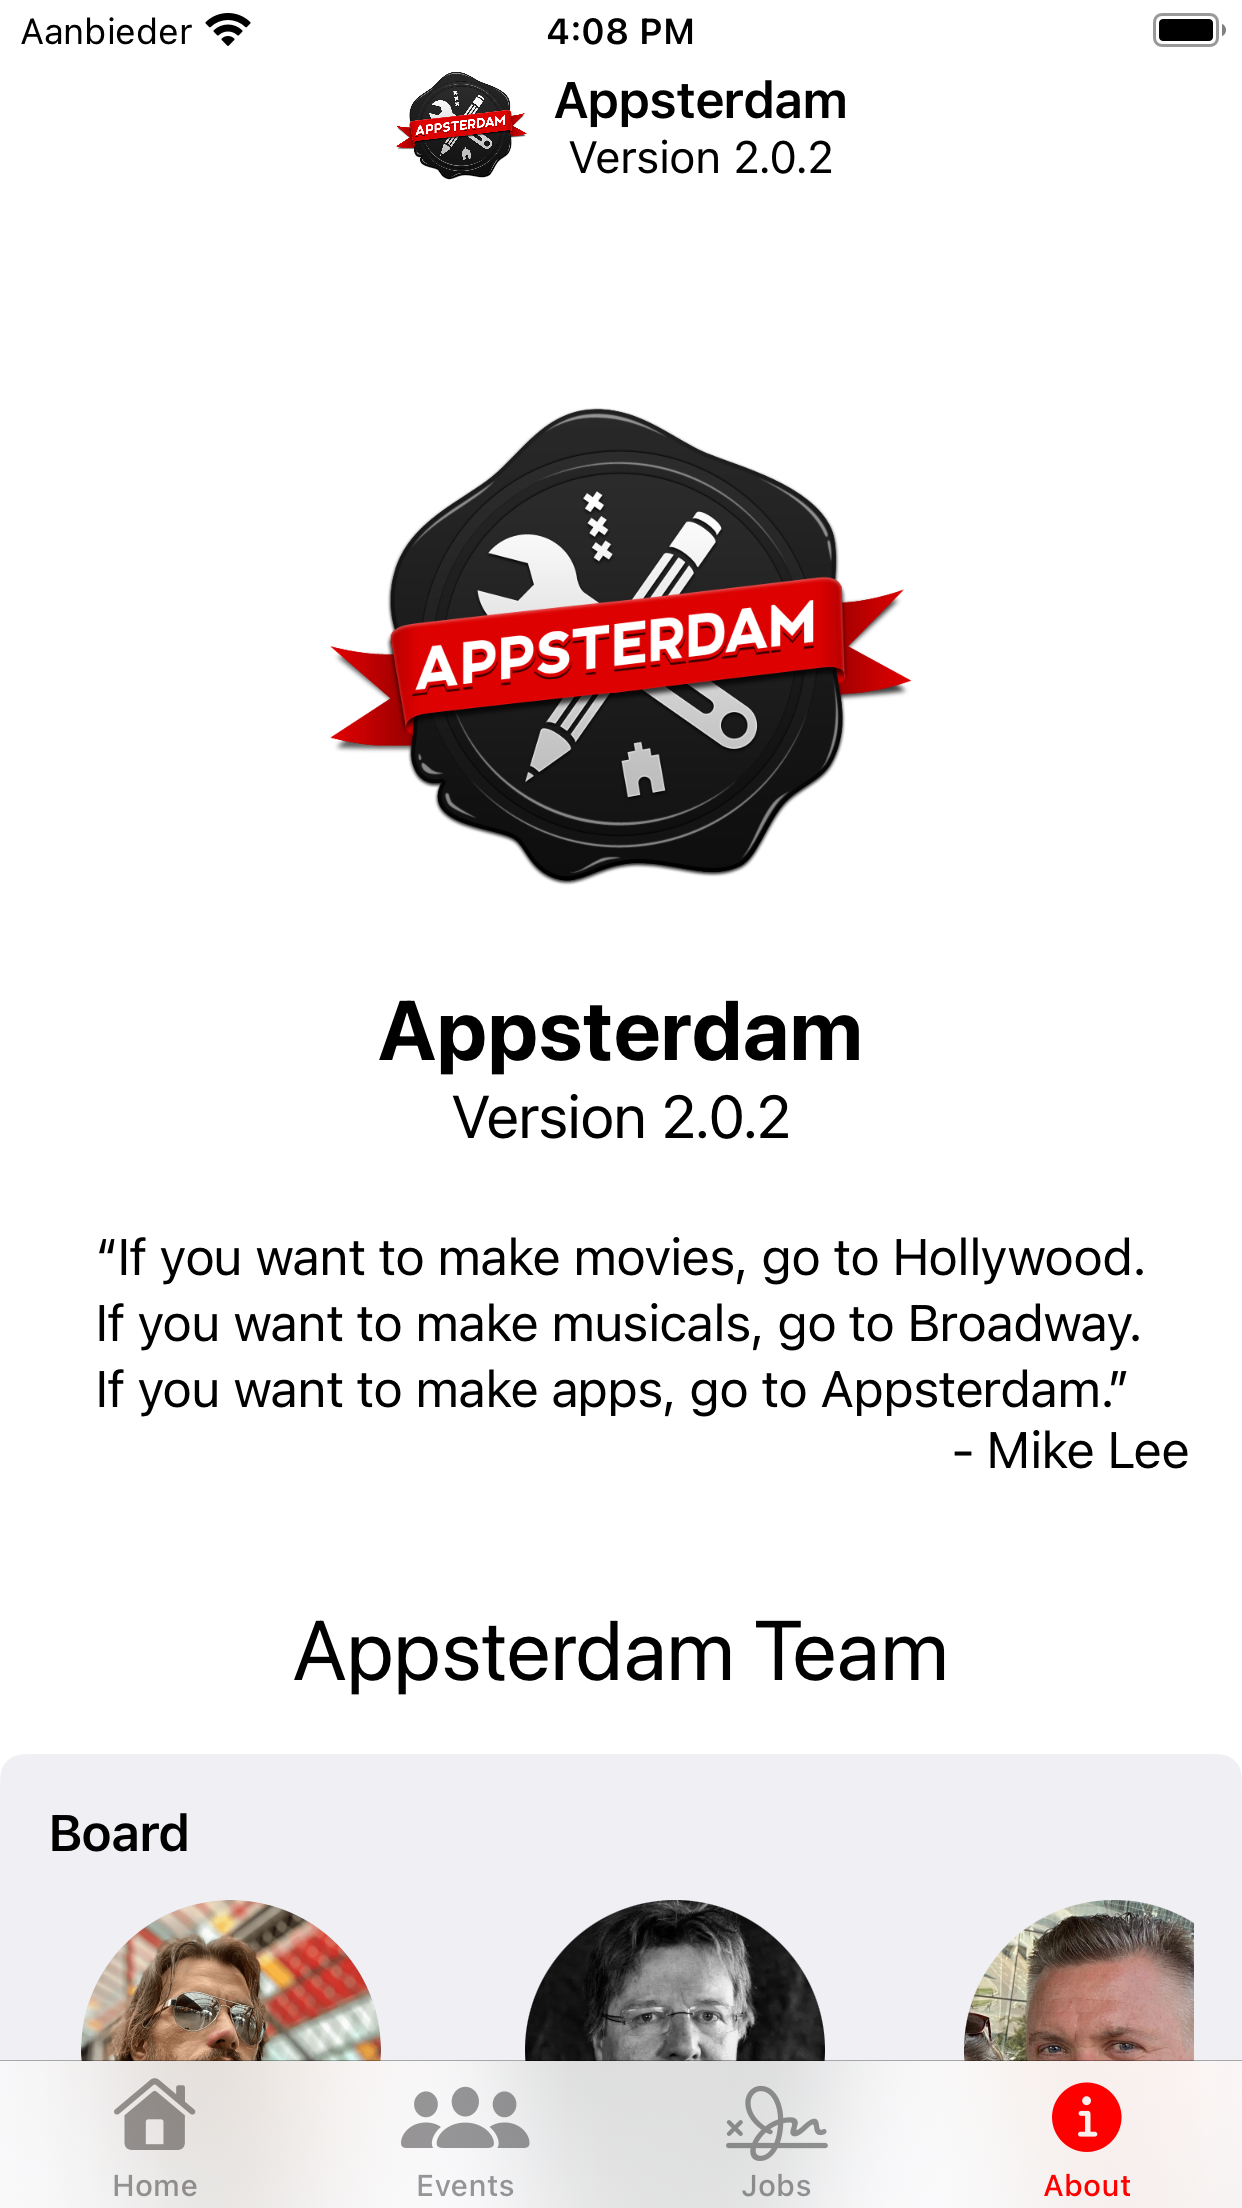 Aanbieder
4:08 PM
APPSTERDAM
Appsterdam
Version 2.0.2
APPSTERDAM
Appsterdam
Version 2.0.2
“If you want to make movies, go to Hollywood.
If you want to make musicals, go to Broadway.
If you want to make apps, go to Appsterdam.”
- Mike Lee
Appsterdam Team
Board
Home
Events
Jobs
About